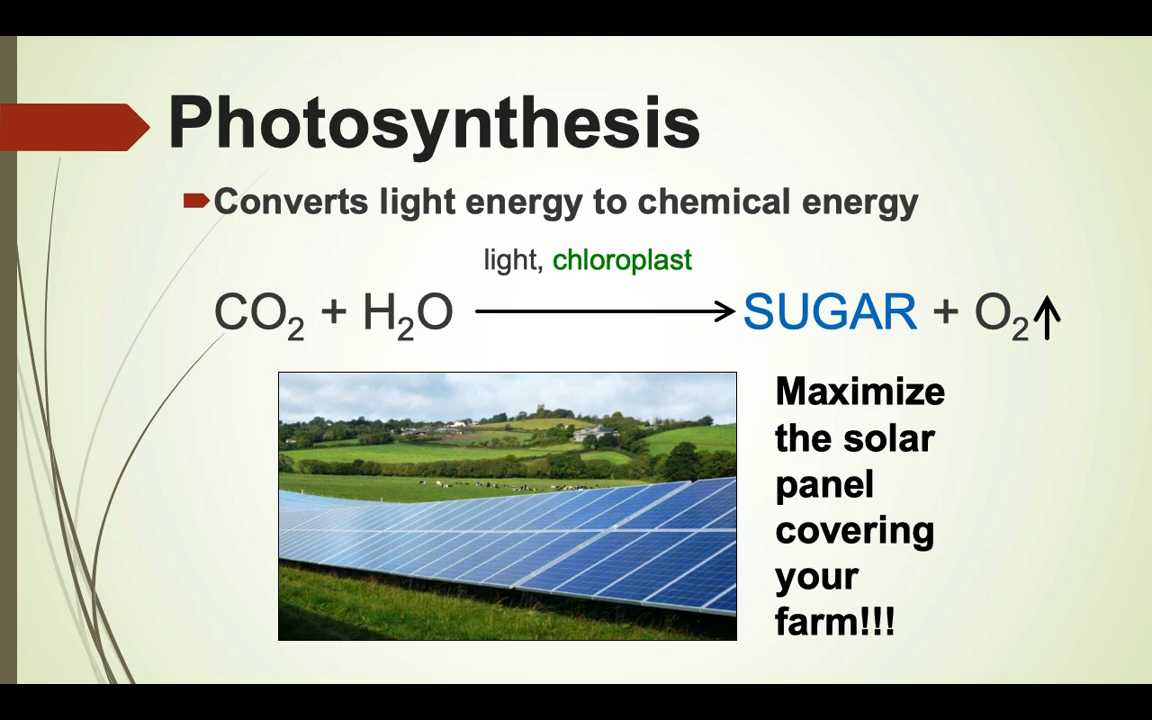 Photosynthesis
Converts light energy to chemical energy
light, chloroplast
CO₂ + H₂O → SUGAR + O₂↑
Maximize
the solar
panel
covering
your
farm!!!